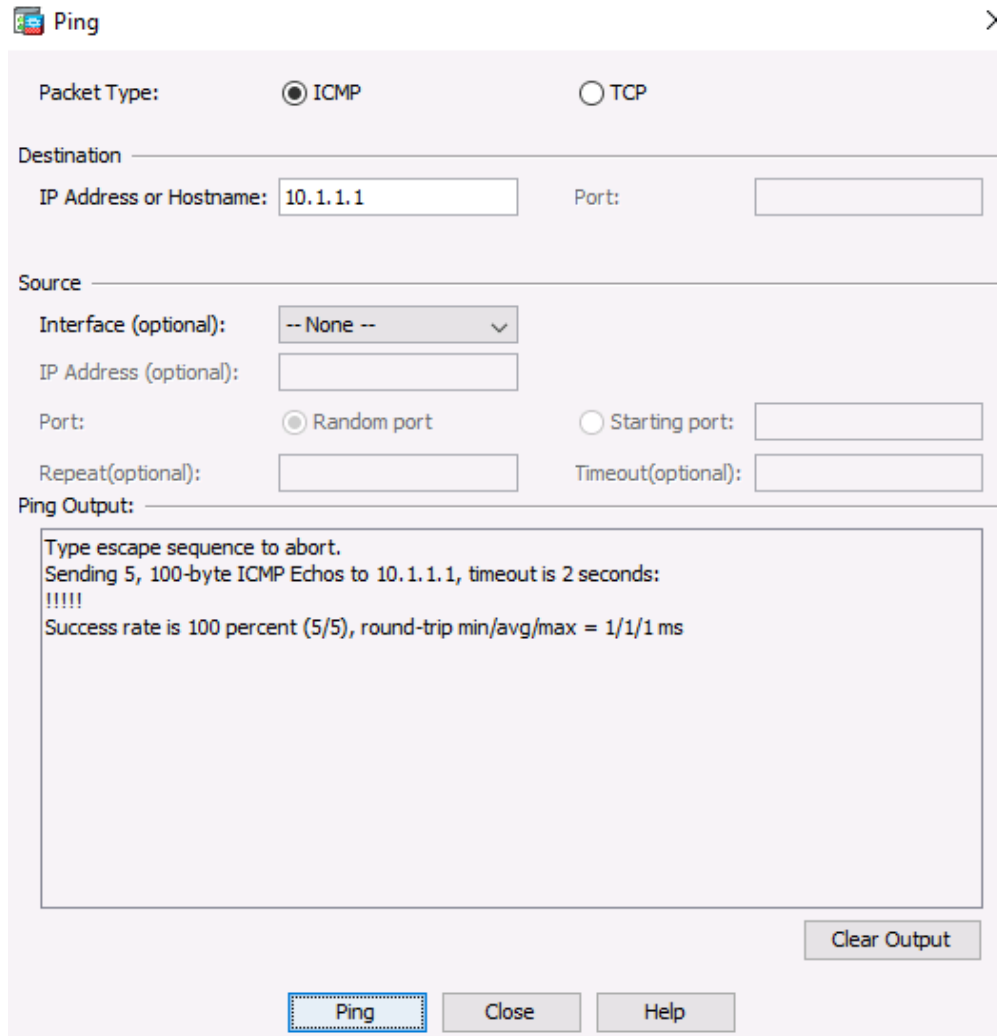 Ping
Packet Type: ICMP TCP
Destination
IP Address or Hostname: 10.1.1.1 Port:
Source
Interface (optional): -- None --
IP Address (optional):
Port: Random port Starting port:
Repeat(optional): Timeout(optional):
Ping Output:
Type escape sequence to abort.
Sending 5, 100-byte ICMP Echos to 10.1.1.1, timeout is 2 seconds:
!!!!!
Success rate is 100 percent (5/5), round-trip min/avg/max = 1/1/1 ms
Clear Output
Ping Close Help